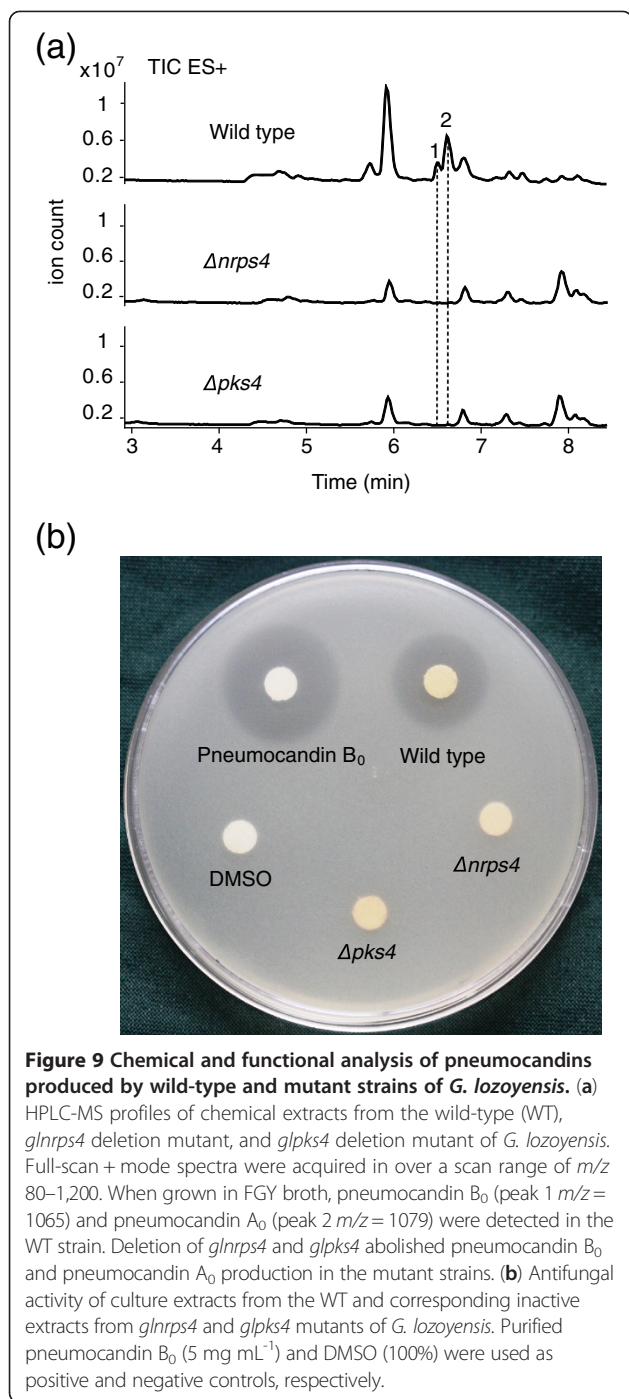 (a)
x10⁷ TIC ES+
1
0.6
0.2
Wild type
1
2
1
0.6
0.2
Δnrps4
1
0.6
0.2
Δpks4
ion count
3 4 5 6 7 8
Time (min)
(b)
Pneumocandin B₀
Wild type
DMSO
Δnrps4
Δpks4
Figure 9 Chemical and functional analysis of pneumocandins
produced by wild-type and mutant strains of G. lozoyensis. (a)
HPLC-MS profiles of chemical extracts from the wild-type (WT),
glnrps4 deletion mutant, and glpks4 deletion mutant of G. lozoyensis.
Full-scan + mode spectra were acquired in over a scan range of m/z
80–1,200. When grown in FGY broth, pneumocandin B₀ (peak 1 m/z =
1065) and pneumocandin A₀ (peak 2 m/z = 1079) were detected in the
WT strain. Deletion of glnrps4 and glpks4 abolished pneumocandin B₀
and pneumocandin A₀ production in the mutant strains. (b) Antifungal
activity of culture extracts from the WT and corresponding inactive
extracts from glnrps4 and glpks4 mutants of G. lozoyensis. Purified
pneumocandin B₀ (5 mg mL⁻¹) and DMSO (100%) were used as
positive and negative controls, respectively.